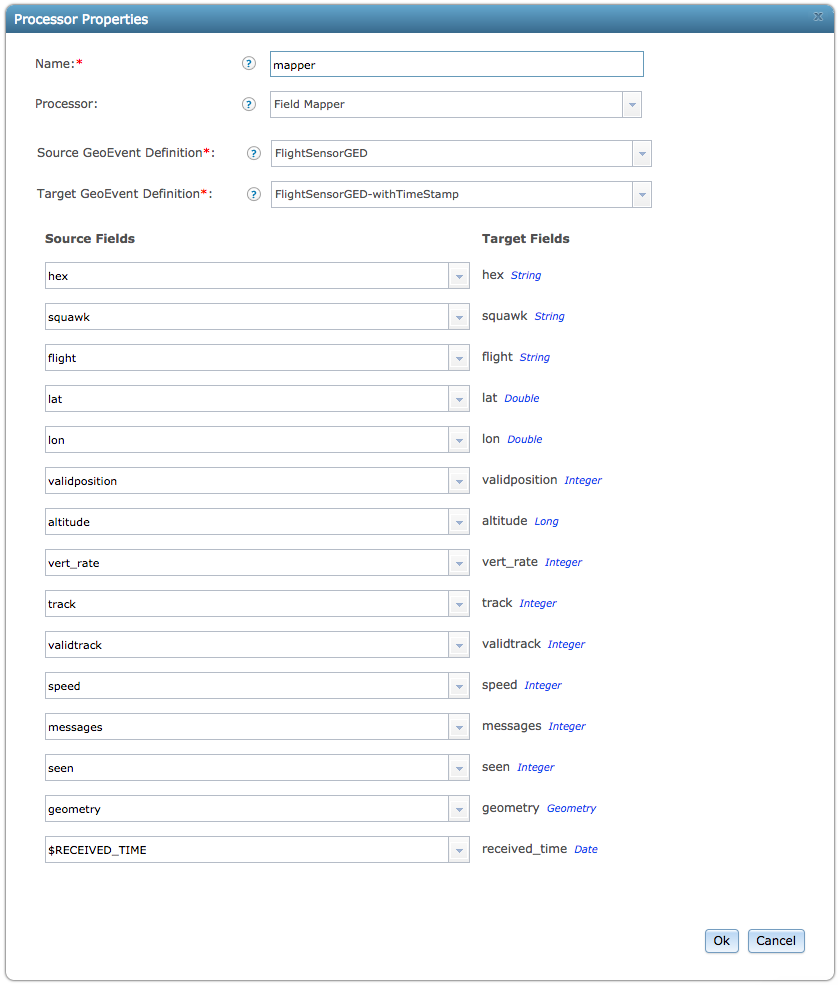 Processor Properties x
Name:* ? mapper
Processor: ? Field Mapper
Source GeoEvent Definition*: ? FlightSensorGED
Target GeoEvent Definition*: ? FlightSensorGED-withTimeStamp
Source Fields Target Fields
hex hex String
squawk squawk String
flight flight String
lat lat Double
lon lon Double
validposition validposition Integer
altitude altitude Long
vert_rate vert_rate Integer
track track Integer
validtrack validtrack Integer
speed speed Integer
messages messages Integer
seen seen Integer
geometry geometry Geometry
$RECEIVED_TIME received_time Date
Ok Cancel